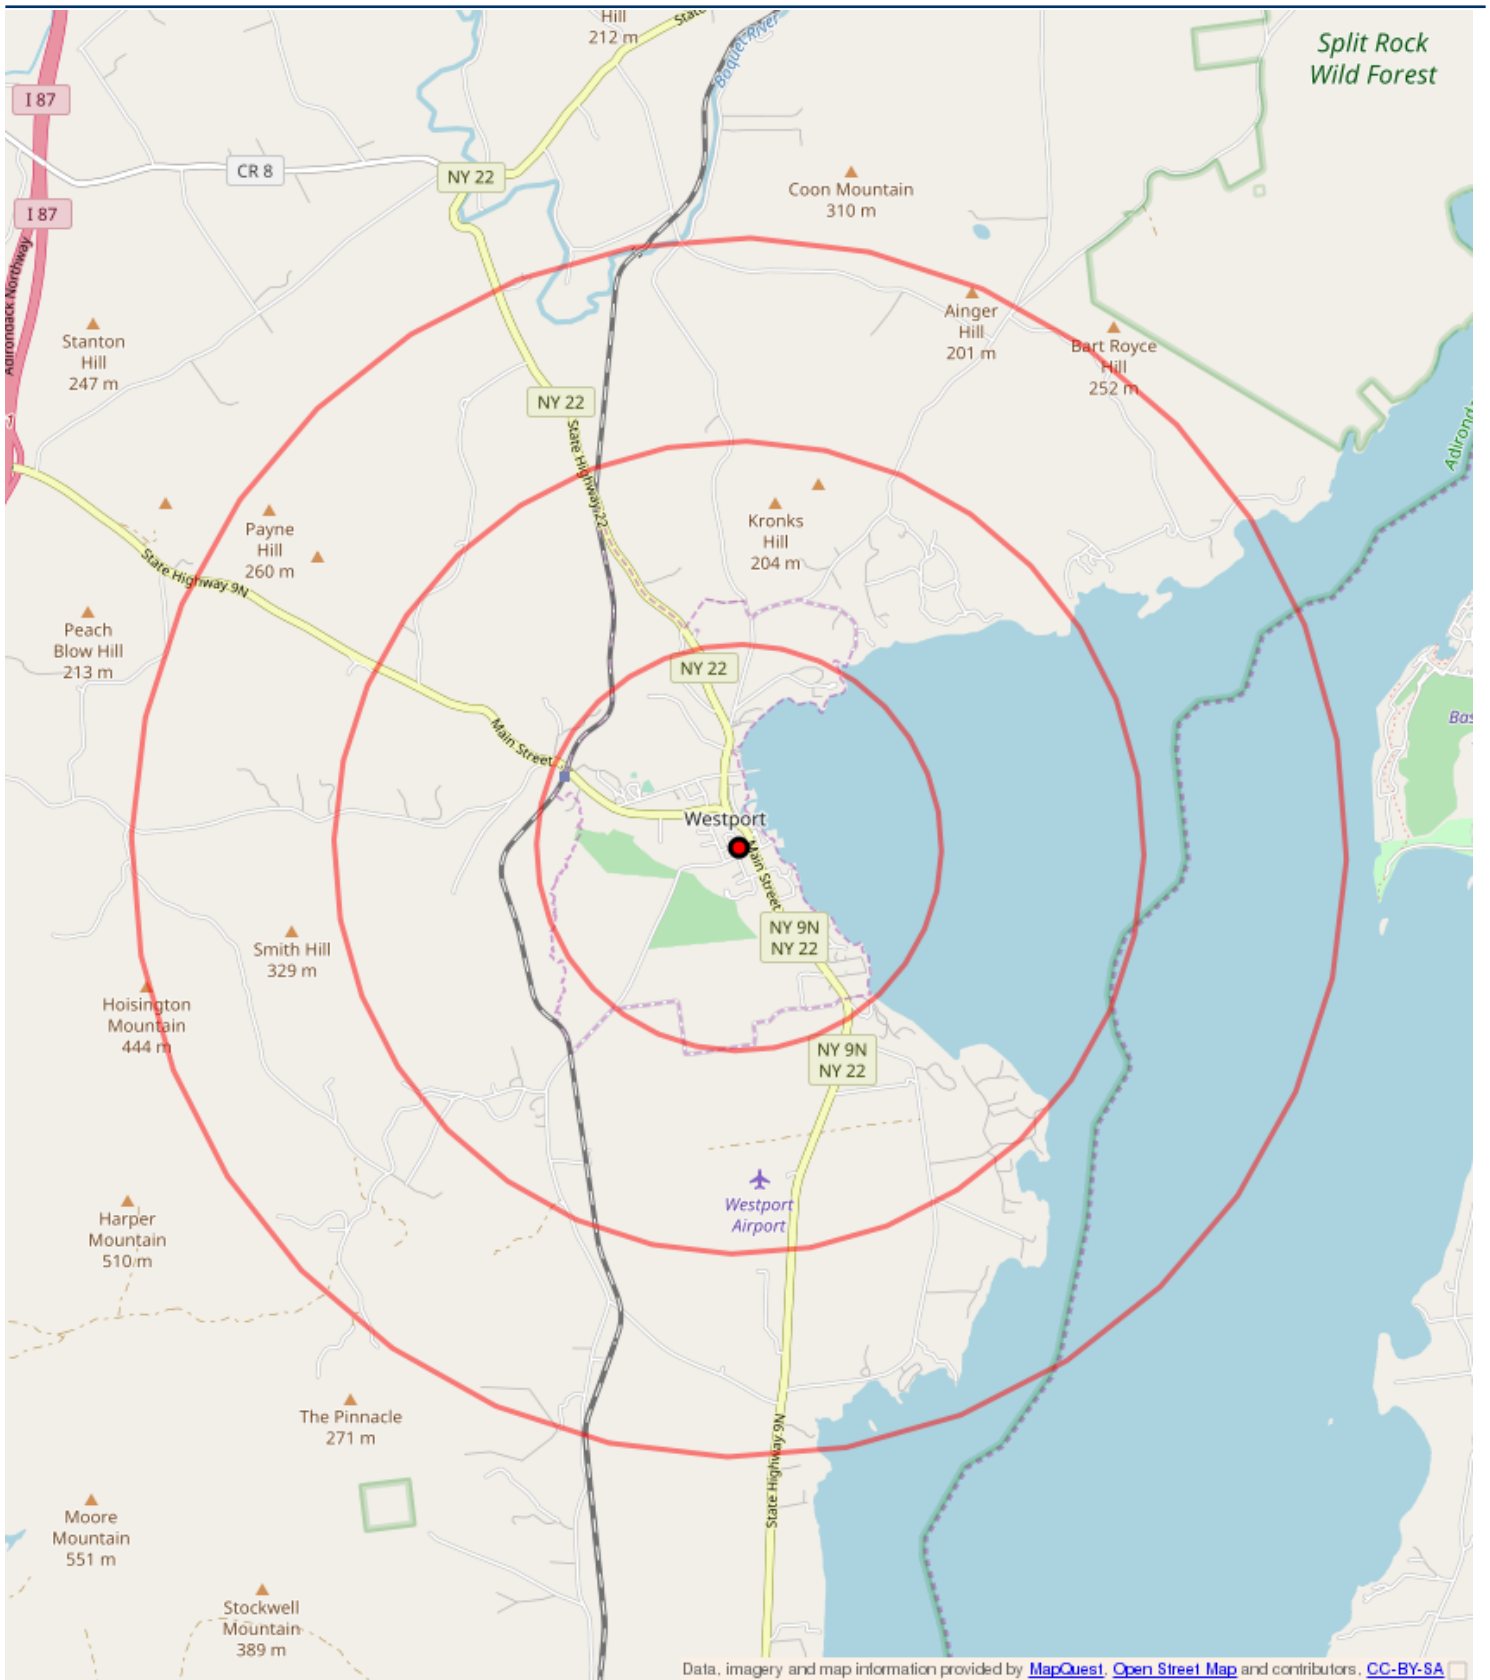 Hill
212 m
State
Boquet River
Split Rock
Wild Forest
I 87
CR 8
NY 22
Coon Mountain
310 m
I 87
Adirondack Northway
Stanton
Hill
247 m
Ainger
Hill
201 m
Bart Royce
Hill
252 m
NY 22
State Highway 22
Adironda
Payne
Hill
260 m
Kronks
Hill
204 m
State Highway 9N
Peach
Blow Hill
213 m
NY 22
Bas
Main Street
Westport
Main Street
NY 9N
NY 22
Smith Hill
329 m
Hoisington
Mountain
444 m
NY 9N
NY 22
Westport
Airport
Harper
Mountain
510 m
The Pinnacle
271 m
State Highway 9N
Moore
Mountain
551 m
Stockwell
Mountain
389 m
Data, imagery and map information provided by MapQuest, Open Street Map and contributors, CC-BY-SA